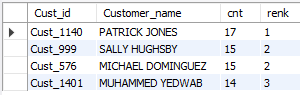 Cust_id Customer_name cnt renk
Cust_1140 PATRICK JONES 17 1
Cust_999 SALLY HUGHSBY 15 2
Cust_576 MICHAEL DOMINGUEZ 15 2
Cust_1401 MUHAMMED YEDWAB 14 3